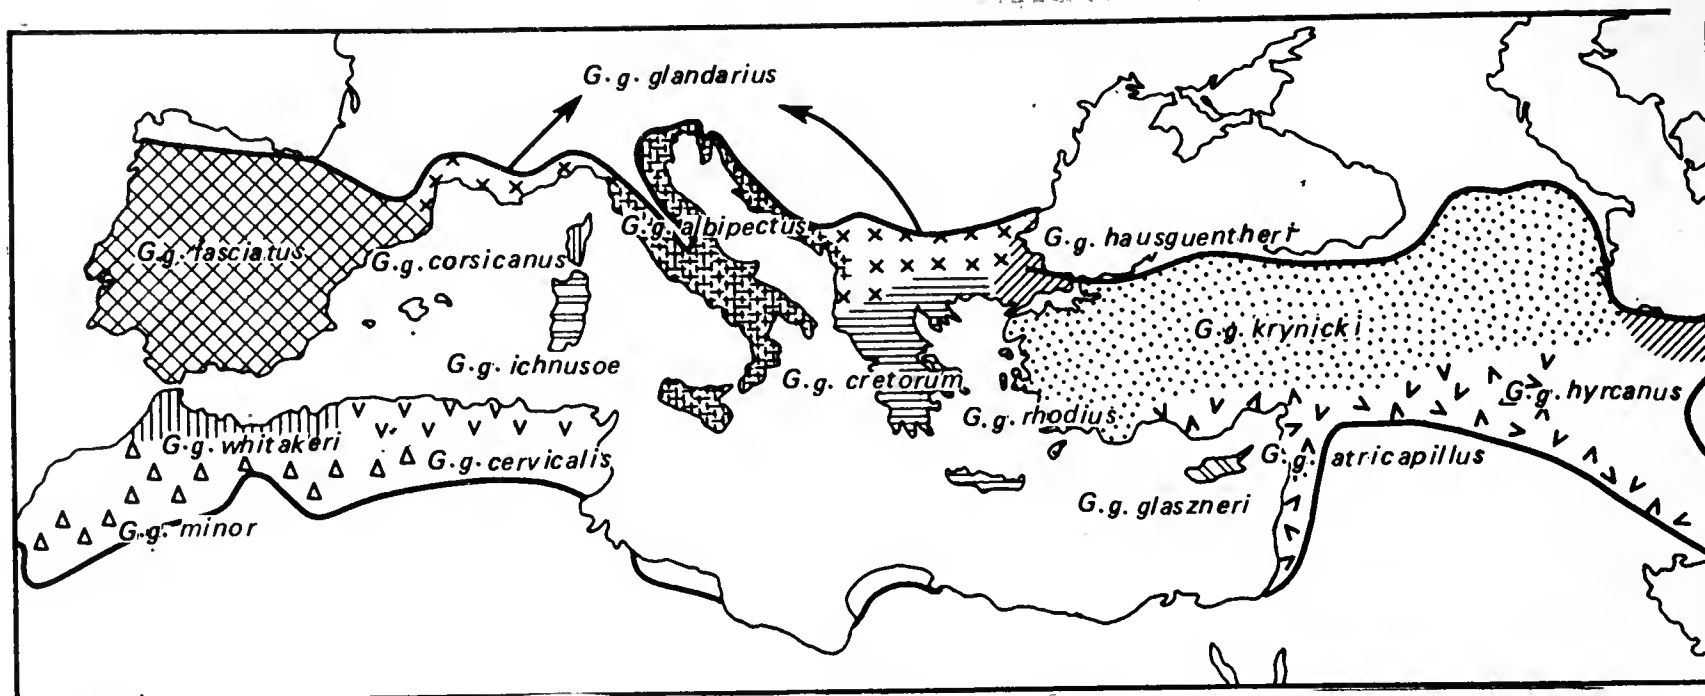 G.g. glandarius
G.g. albipectus
G.g. hausguentheri
G.g. fasciatus
G.g. corsicanus
G.g. krynicki
G.g. ichnusoe
G.g. cretorum
G.g. hyrcanus
G.g. rhodius
G.g. whitakeri
G.g. cervicalis
G.g. atricapillus
G.g. glaszneri
G.g. minor